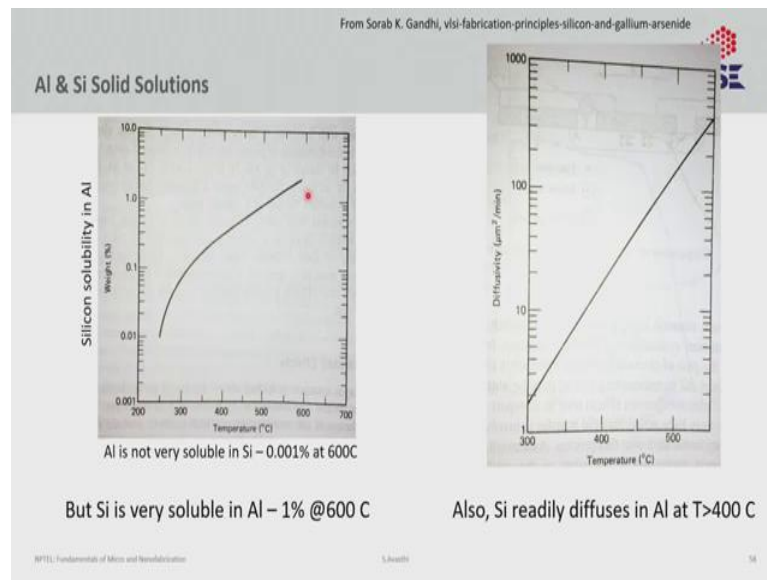 From Sorab K. Gandhi, vlsi-fabrication-principles-silicon-and-gallium-arsenide
SE
Al & Si Solid Solutions
Silicon solubility in Al
Weight (%)
10.0
1.0
0.1
0.01
0.001
200 300 400 500 600 700
Temperature (°C)
Al is not very soluble in Si – 0.001% at 600C
But Si is very soluble in Al – 1% @600 C
Diffusivity (μm²/min)
1000
100
10
1
300 400 500
Temperature (°C)
Also, Si readily diffuses in Al at T>400 C
NPTEL: Fundamentals of Micro and Nanofabrication
S.Avasthi